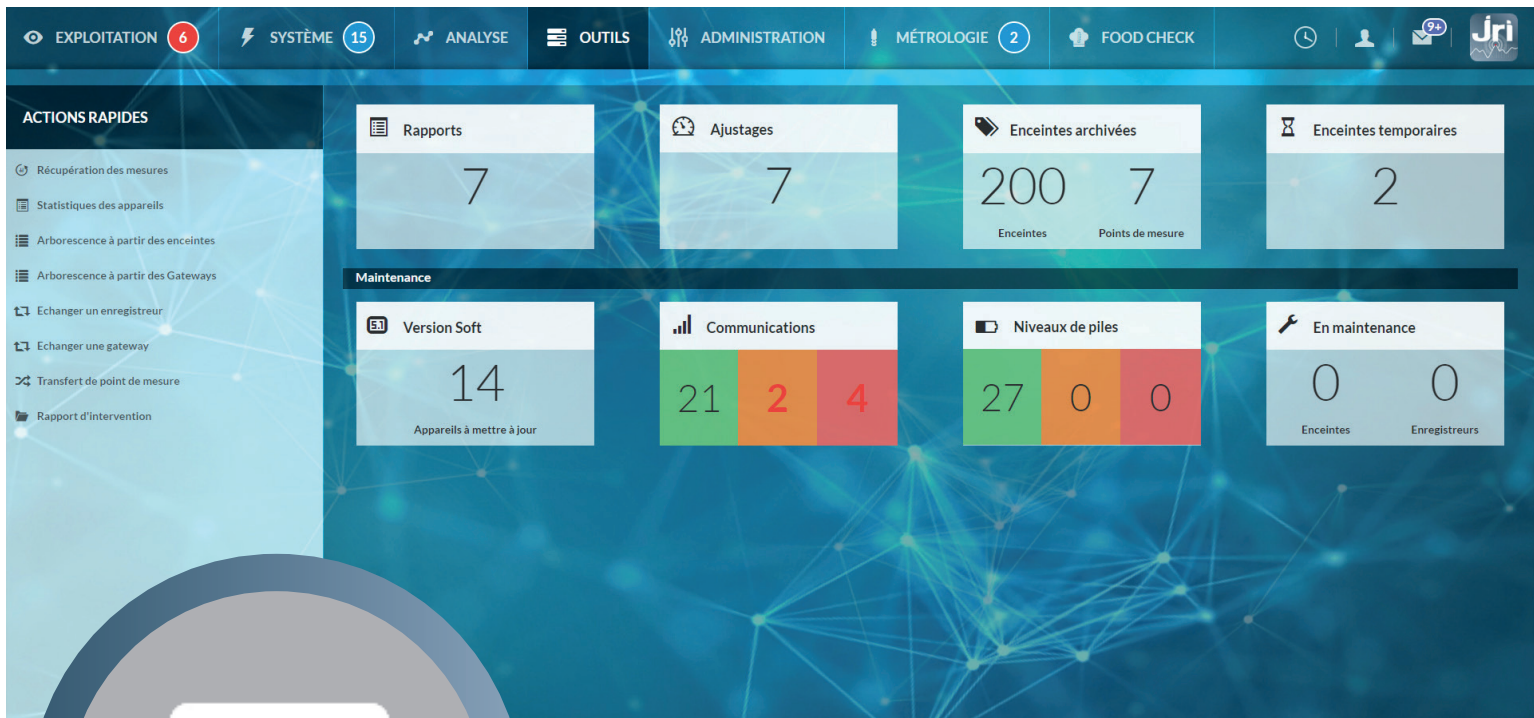 EXPLOITATION 6 SYSTÈME 15 ANALYSE OUTILS ADMINISTRATION MÉTROLOGIE 2 FOOD CHECK 9+ Jri
ACTIONS RAPIDES
Récupération des mesures
Statistiques des appareils
Arborescence à partir des enceintes
Arborescence à partir des Gateways
Echanger un enregistreur
Echanger une gateway
Transfert de point de mesure
Rapport d'intervention
Rapports
7
Ajustages
7
Enceintes archivées
200 7
Enceintes Points de mesure
Enceintes temporaires
2
Maintenance
5.1 Version Soft
14
Appareils à mettre à jour
Communications
21 2 4
Niveaux de piles
27 0 0
En maintenance
0 0
Enceintes Enregistreurs